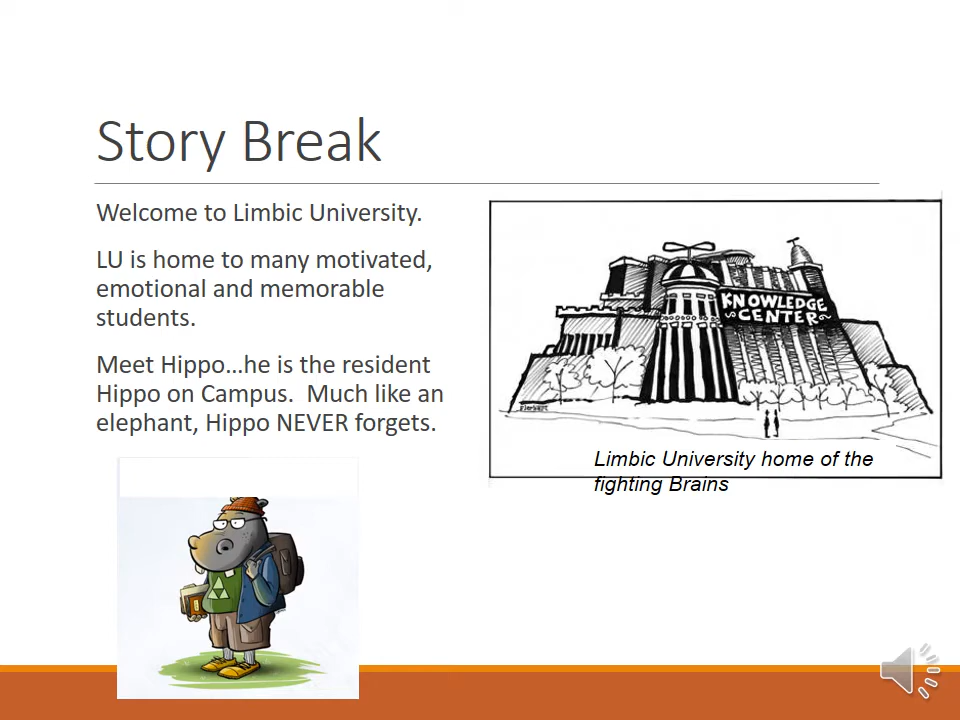 Story Break
Welcome to Limbic University.
LU is home to many motivated,
emotional and memorable
students.
Meet Hippo…he is the resident
Hippo on Campus.  Much like an
elephant, Hippo NEVER forgets.
KNOWLEDGE
CENTER
Limbic University home of the
fighting Brains